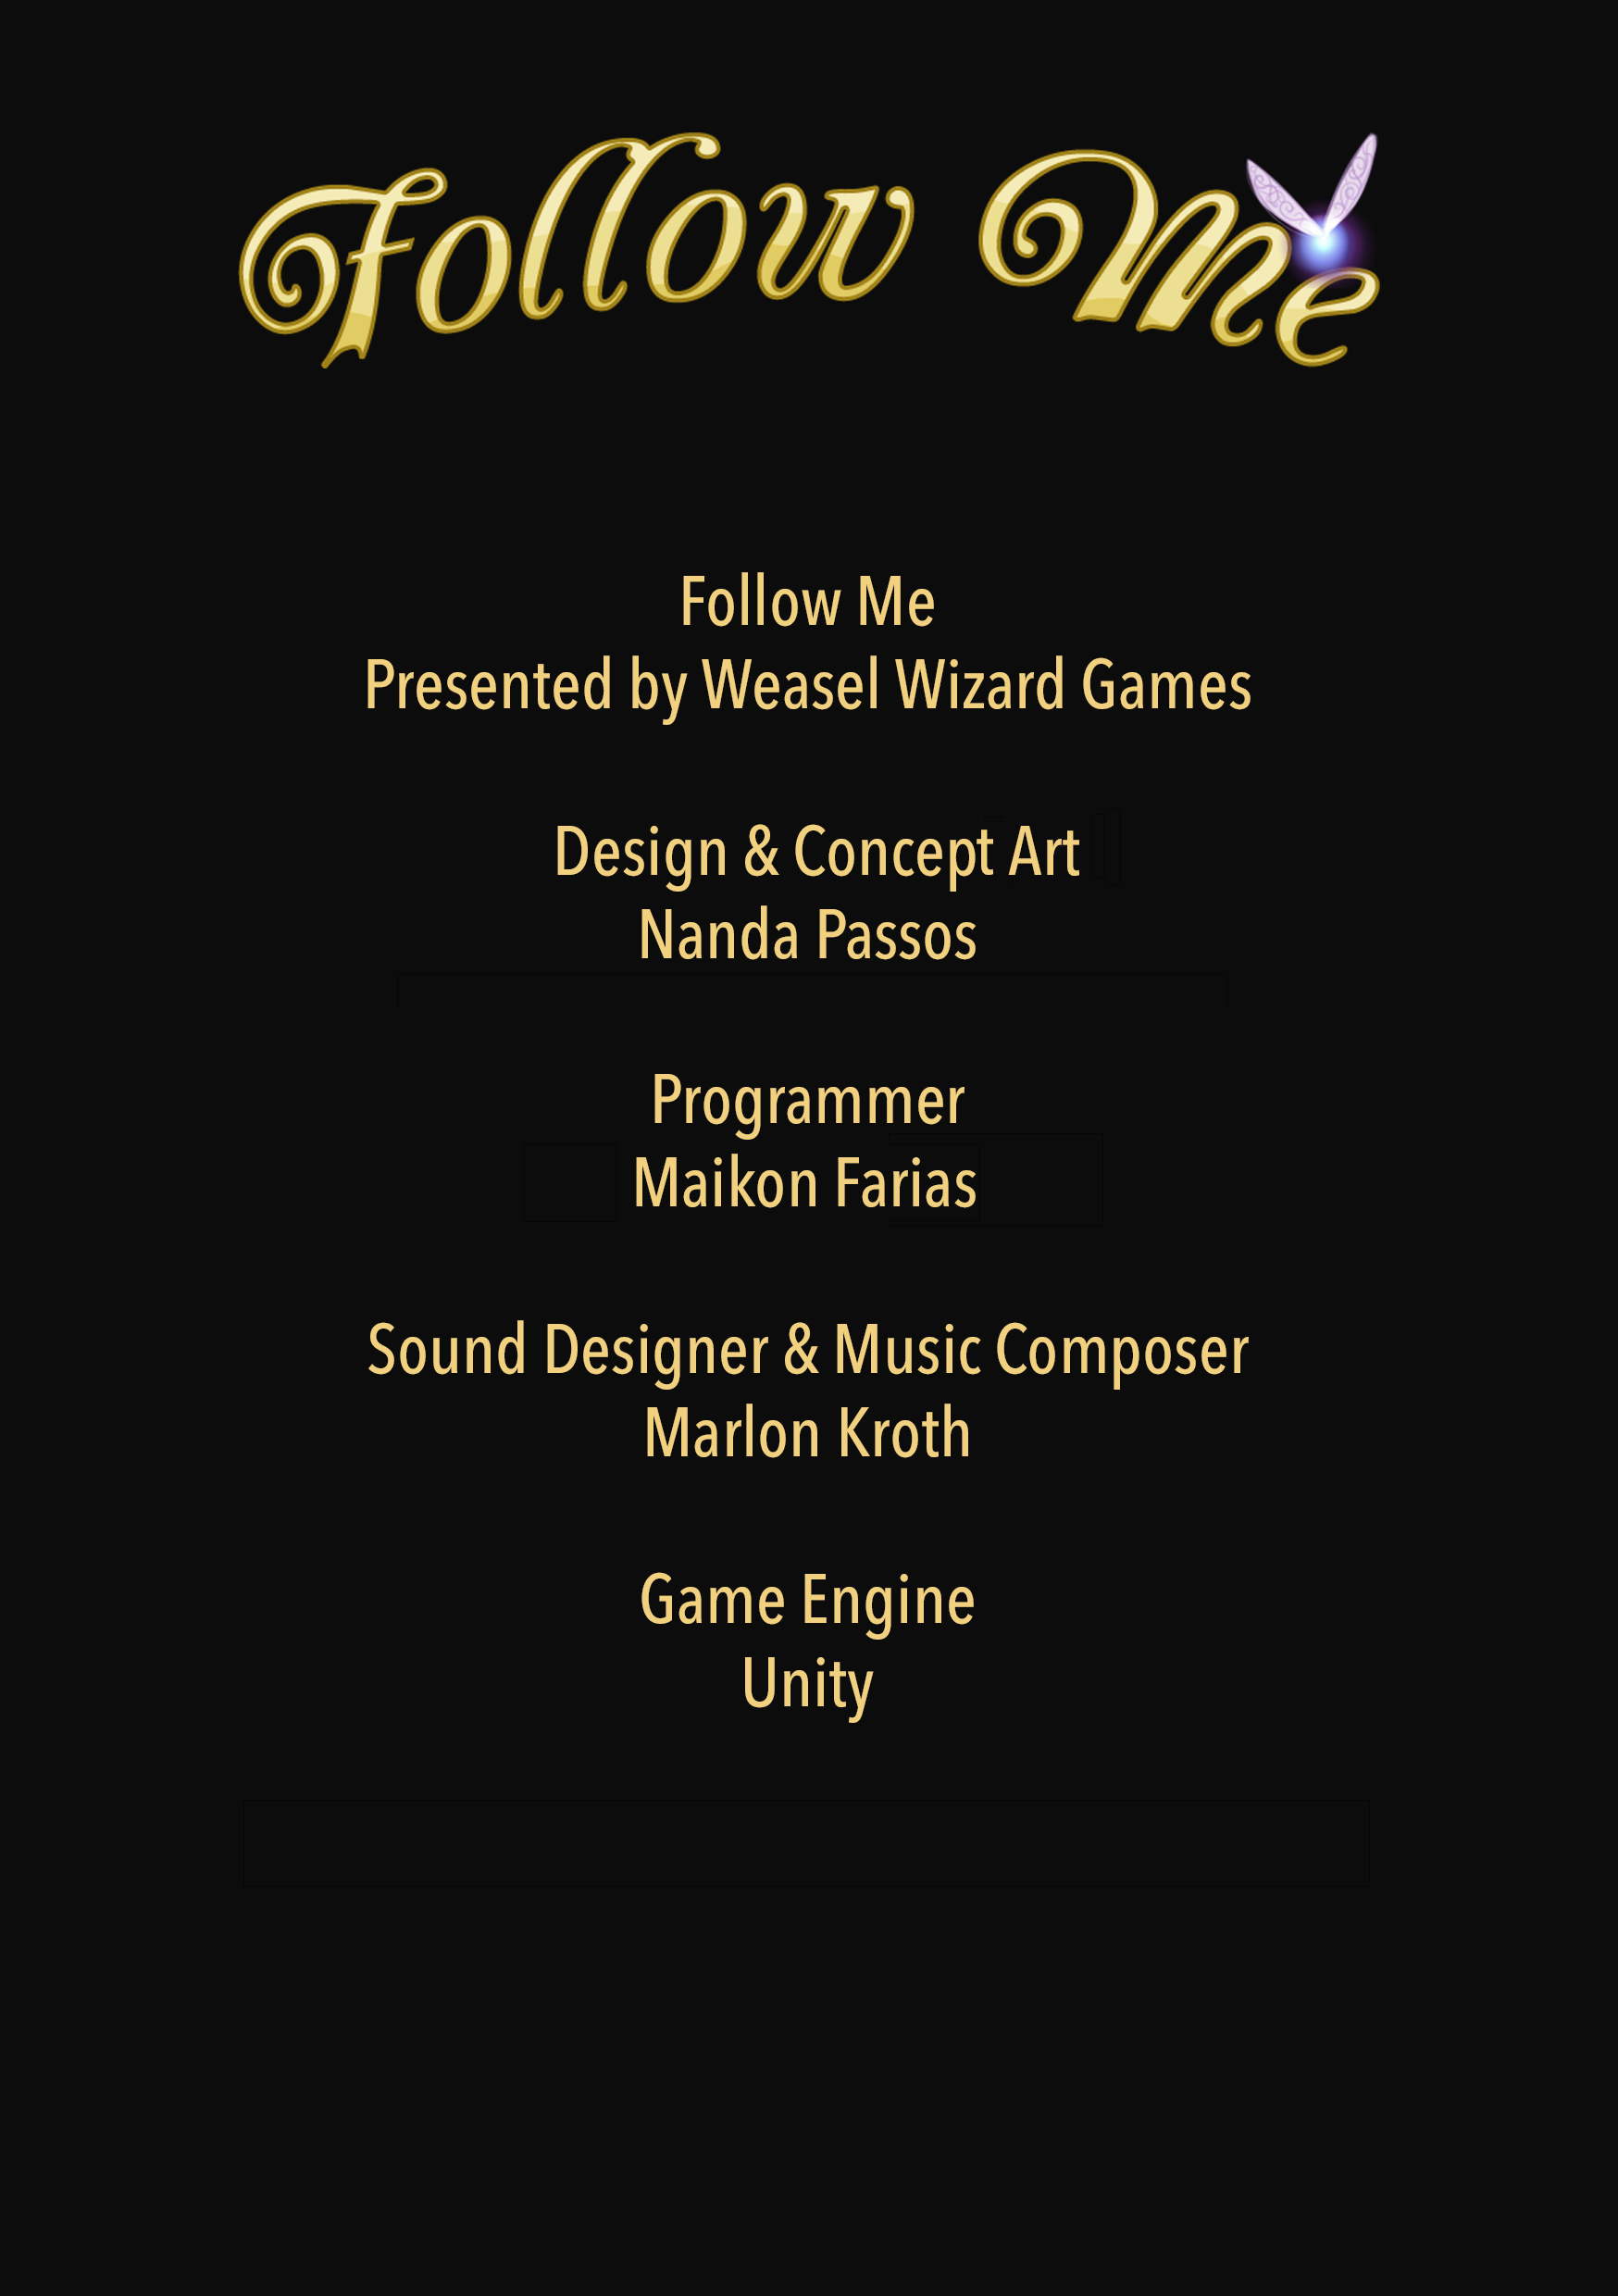 Follow Me
Follow Me
Presented by Weasel Wizard Games
Design & Concept Art
Nanda Passos
Programmer
Maikon Farias
Sound Designer & Music Composer
Marlon Kroth
Game Engine
Unity